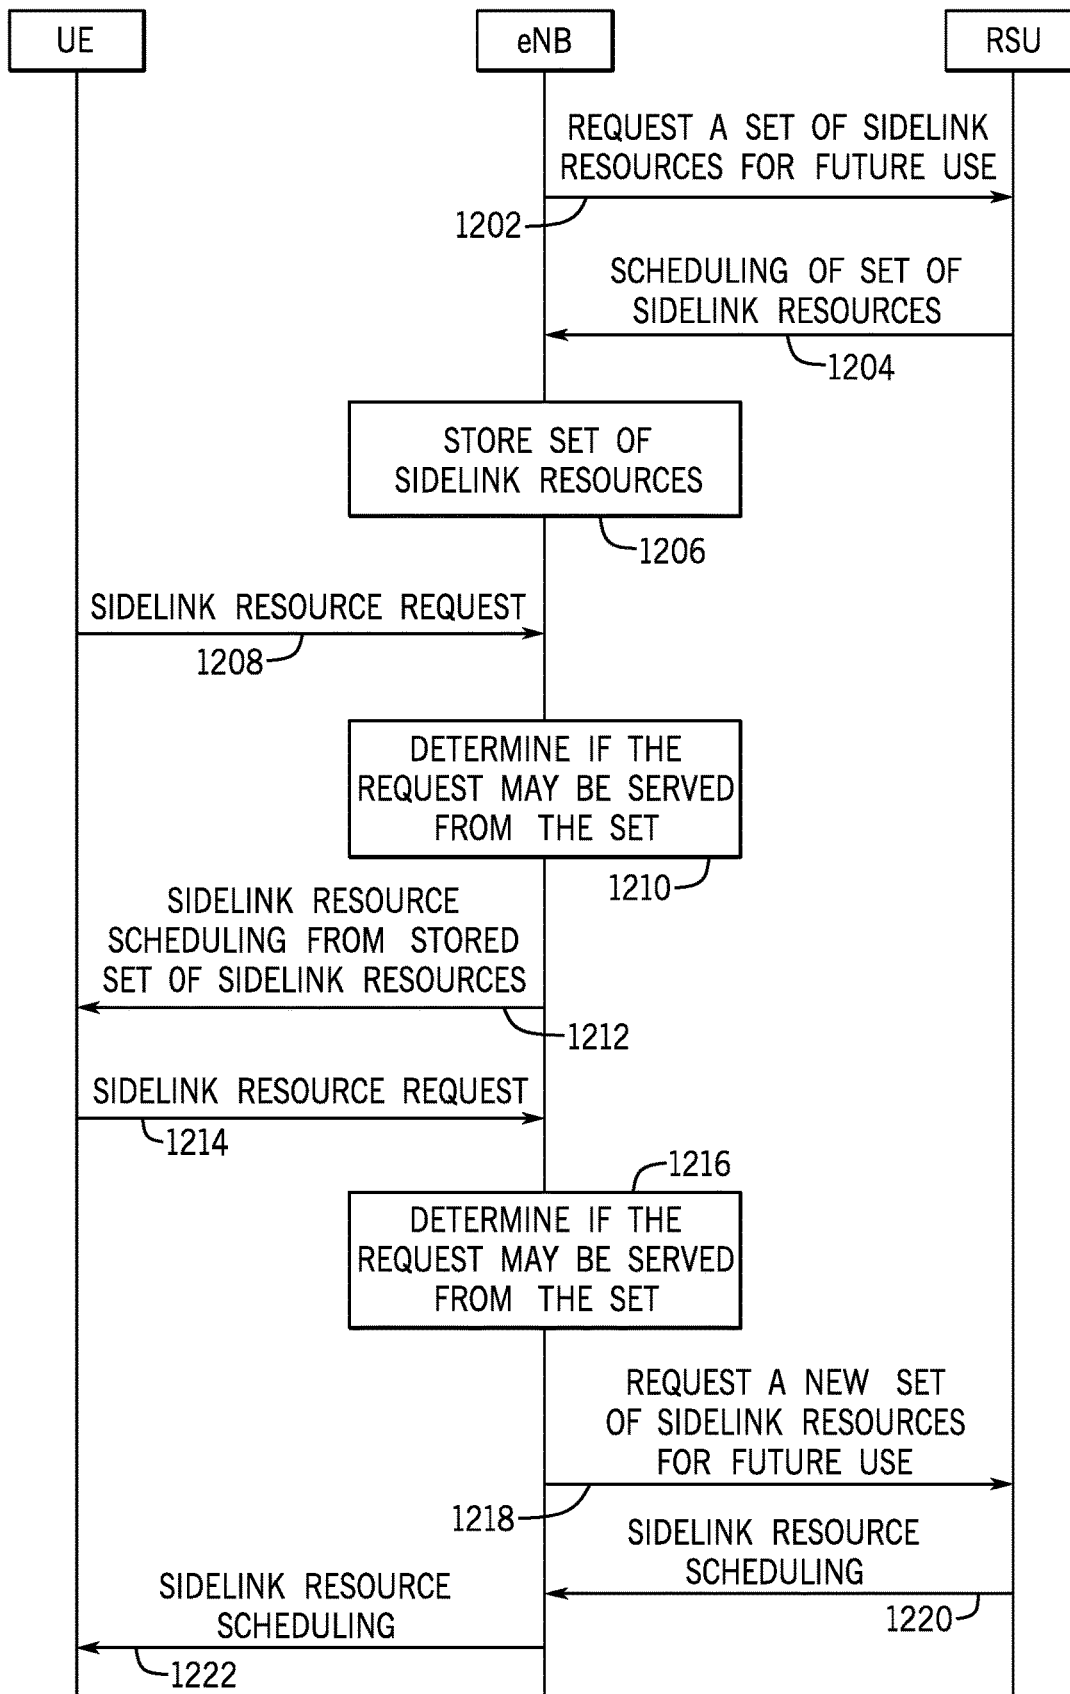 UE
eNB
RSU
REQUEST A SET OF SIDELINK
RESOURCES FOR FUTURE USE
1202
SCHEDULING OF SET OF
SIDELINK RESOURCES
1204
STORE SET OF
SIDELINK RESOURCES
1206
SIDELINK RESOURCE REQUEST
1208
DETERMINE IF THE
REQUEST MAY BE SERVED
FROM THE SET
1210
SIDELINK RESOURCE
SCHEDULING FROM STORED
SET OF SIDELINK RESOURCES
1212
SIDELINK RESOURCE REQUEST
1214
1216
DETERMINE IF THE
REQUEST MAY BE SERVED
FROM THE SET
REQUEST A NEW SET
OF SIDELINK RESOURCES
FOR FUTURE USE
1218
SIDELINK RESOURCE
SCHEDULING
1220
SIDELINK RESOURCE
SCHEDULING
1222